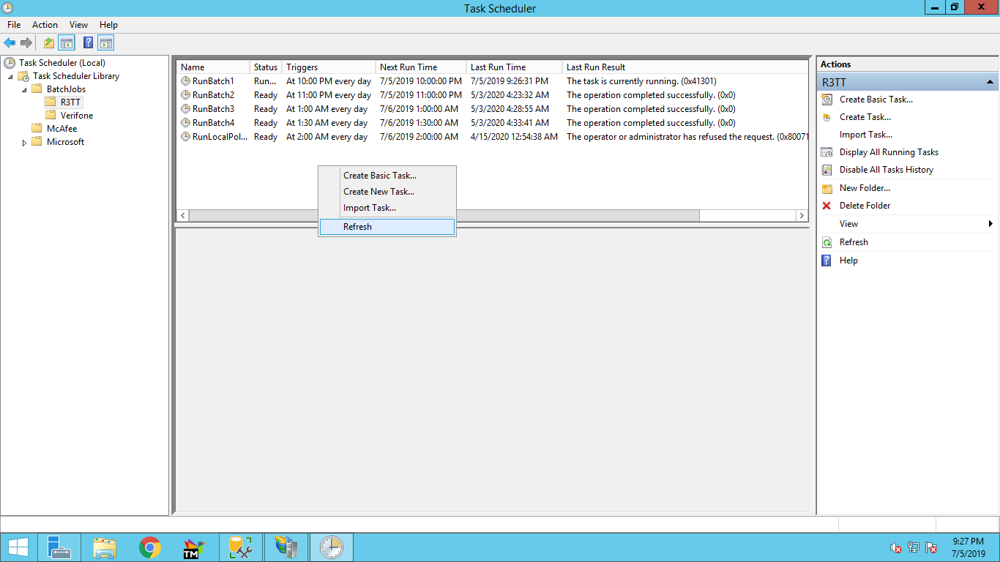 Task Scheduler
File Action View Help
Task Scheduler (Local)
Task Scheduler Library
BatchJobs
R3TT
Verifone
McAfee
Microsoft
Name Status Triggers Next Run Time Last Run Time Last Run Result
RunBatch1 Run... At 10:00 PM every day 7/5/2019 10:00:00 PM 7/5/2019 9:26:31 PM The task is currently running. (0x41301)
RunBatch2 Ready At 11:00 PM every day 7/5/2019 11:00:00 PM 5/3/2020 4:23:32 AM The operation completed successfully. (0x0)
RunBatch3 Ready At 1:00 AM every day 7/6/2019 1:00:00 AM 5/3/2020 4:28:55 AM The operation completed successfully. (0x0)
RunBatch4 Ready At 1:30 AM every day 7/6/2019 1:30:00 AM 5/3/2020 4:33:41 AM The operation completed successfully. (0x0)
RunLocalPol... Ready At 2:00 AM every day 7/6/2019 2:00:00 AM 4/15/2020 12:54:38 AM The operator or administrator has refused the request. (0x80071
Create Basic Task...
Create New Task...
Import Task...
Refresh
Actions
R3TT
Create Basic Task...
Create Task...
Import Task...
Display All Running Tasks
Disable All Tasks History
New Folder...
Delete Folder
View
Refresh
Help
TM
9:27 PM
7/5/2019